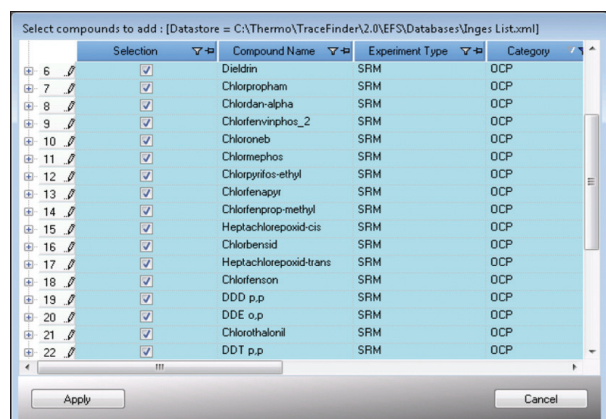 Select compounds to add : [Datastore = C:\Thermo\TraceFinder\2.0\EFS\Databases\Inges List.xml]
Selection Compound Name Experiment Type Category
6 Dieldrin SRM OCP
7 Chlorpropham SRM OCP
8 Chlordan-alpha SRM OCP
9 Chlorfenvinphos_2 SRM OCP
10 Chloroneb SRM OCP
11 Chlormephos SRM OCP
12 Chlorpyrifos-ethyl SRM OCP
13 Chlorfenapyr SRM OCP
14 Chlorfenprop-methyl SRM OCP
15 Heptachlorepoxid-cis SRM OCP
16 Chlorbensid SRM OCP
17 Heptachlorepoxid-trans SRM OCP
18 Chlorfenson SRM OCP
19 DDD p,p SRM OCP
20 DDE o,p SRM OCP
21 Chlorothalonil SRM OCP
22 DDT p,p SRM OCP
Apply Cancel